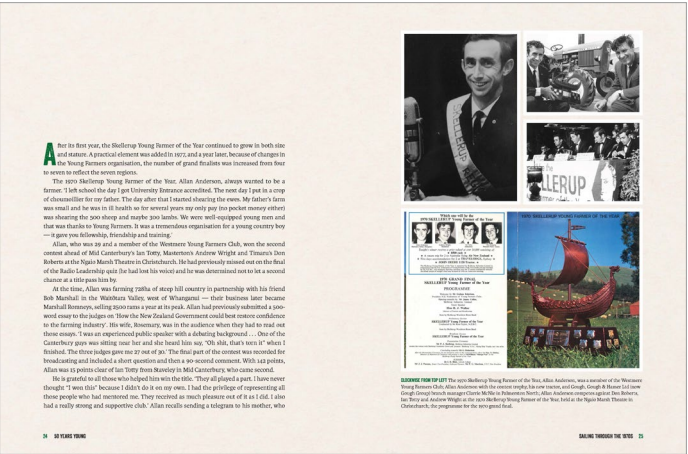 After its first year, the Skellerup Young Farmer of the Year continued to grow in both size
and stature. A practical element was added in 1972, and a year later, because of changes in
the Young Farmers organisation, the number of grand finalists was increased from four
to seven to reflect the seven regions.
The 1970 Skellerup Young Farmer of the Year, Allan Anderson, always wanted to be a
farmer. 'I left school the day I got University Entrance accredited. The next day I put in a crop
of choumoellier for my father. The day after that I started shearing the ewes. My father's farm
was small and he was in ill health so for several years my only pay (no pocket money either)
was shearing the 500 sheep and maybe 300 lambs. We were well-equipped young men and
that was thanks to Young Farmers. It was a tremendous organisation for a young country boy
— it gave you friendship, friendship and training.'
Allan, who was 29 and a member of the Westmere Young Farmers Club, won the second
contest ahead of Mid Canterbury's Ian Totty, Masterton's Andrew Wright and Timaru's Don
Roberts at the Ngaio Marsh Theatre in Christchurch. He had previously missed out on the final
of the Radio Leadership quiz (he had lost his voice) and he was determined not to let a second
chance at a title pass him by.
At the time, Allan was farming 728ha of steep hill country in partnership with his friend
Bob Marshall in the Waitōtara Valley, west of Whanganui — their business later became
Marshall Romneys, selling 2500 rams a year at its peak. Allan had previously submitted a 500-
word essay to the judges on 'How the New Zealand Government could best restore confidence
to the farming industry'. His wife, Rosemary, was in the audience when they had to read out
these essays. 'I was an experienced public speaker with a debating background . . . One of the
Canterbury guys was sitting near her and she heard him say, "Oh shit, that's torn it" when I
finished. The three judges gave me 27 out of 30.' The final part of the contest was recorded for
broadcasting and included a short question and then a 90-second comment. With 142 points,
Allan was 15 points clear of Ian Totty from Staveley in Mid Canterbury, who came second.
He is grateful to all those who helped him win the title. 'They all played a part. I have never
thought "I won this" because I didn't do it on my own. I had the privilege of representing all
those people who had mentored me. They received as much pleasure out of it as I did. I also
had a really strong and supportive club.' Allan recalls sending a telegram to his mother, who
24 50 YEARS YOUNG
SKELLERUP
LLERUP
Which one will be the
1970 SKELLERUP Young Farmer of the Year
1970 GRAND FINAL
SKELLERUP Young Farmer of the Year
PROGRAMME
1970 SKELLERUP YOUNG FARMER OF THE YEAR
CLOCKWISE FROM TOP LEFT The 1970 Skellerup Young Farmer of the Year, Allan Anderson, was a member of the Westmere
Young Farmers Club; Allan Anderson with the contest trophy, his new tractor, and Gough, Gough & Hamer Ltd (now
Gough Group) branch manager Clarrie McNie in Palmerston North; Allan Anderson competes against Don Roberts,
Ian Totty and Andrew Wright at the 1970 Skellerup Young Farmer of the Year, held at the Ngaio Marsh Theatre in
Christchurch; the programme for the 1970 grand final.
SAILING THROUGH THE 1970S 25